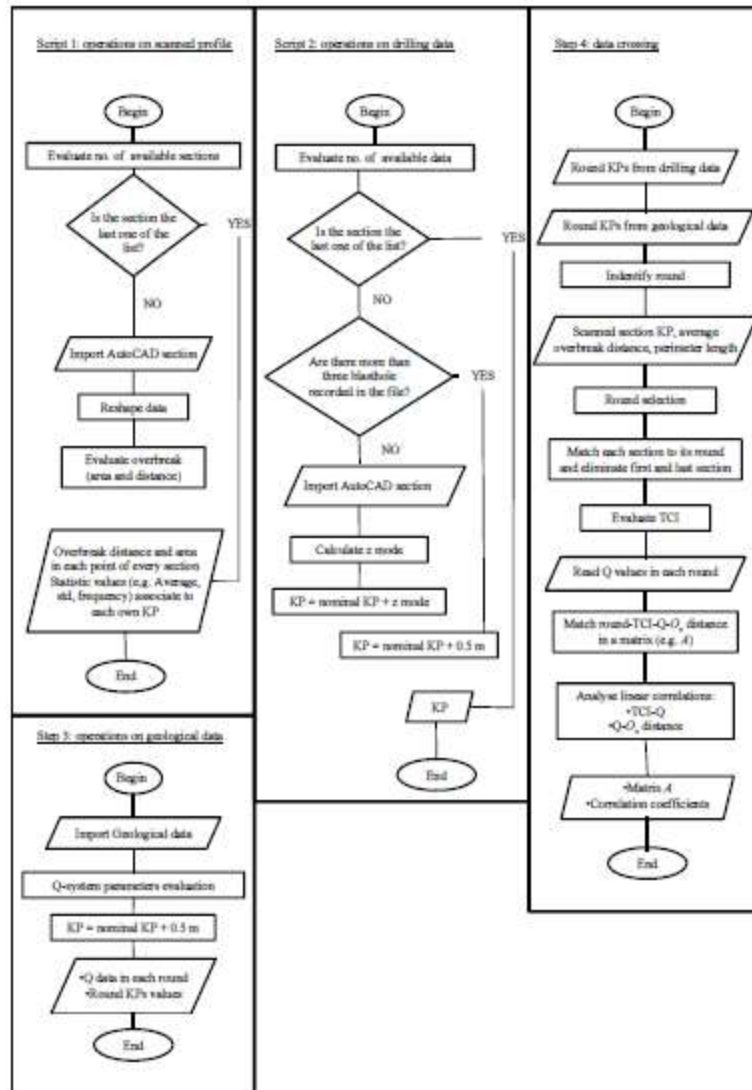 Script 1: operations on scanned profile
Begin
Evaluate no. of available sections
Is the section the
last one of the
list?
YES
NO
Import AutoCAD section
Reshape data
Evaluate overbreak
(area and distance)
Overbreak distance and area
in each point of every section
Statistic values (e.g. Average,
std, frequency) associate to
each own KP
End
Script 2: operations on drilling data
Begin
Evaluate no. of available data
Is the section the
last one of the list?
YES
NO
Are there more than
three blasthole
recorded in the file?
YES
NO
Import AutoCAD section
Calculate z mode
KP = nominal KP + z mode
KP = nominal KP + 0.5 m
KP
End
Step 3: operations on geological data
Begin
Import Geological data
Q-system parameters evaluation
KP = nominal KP + 0.5 m
•Q data in each round
•Round KPs values
End
Step 4: data crossing
Begin
Round KPs from drilling data
Round KPs from geological data
Indentify round
Scanned section KP, average
overbreak distance, perimeter length
Round selection
Match each section to its round
and eliminate first and last section
Evaluate TCI
Read Q values in each round
Match round-TCI-Q-O distance
in a matrix (e.g. A)
Analyse linear correlations:
•TCI-Q
•Q-O distance
•Matrix A
•Correlation coefficients
End